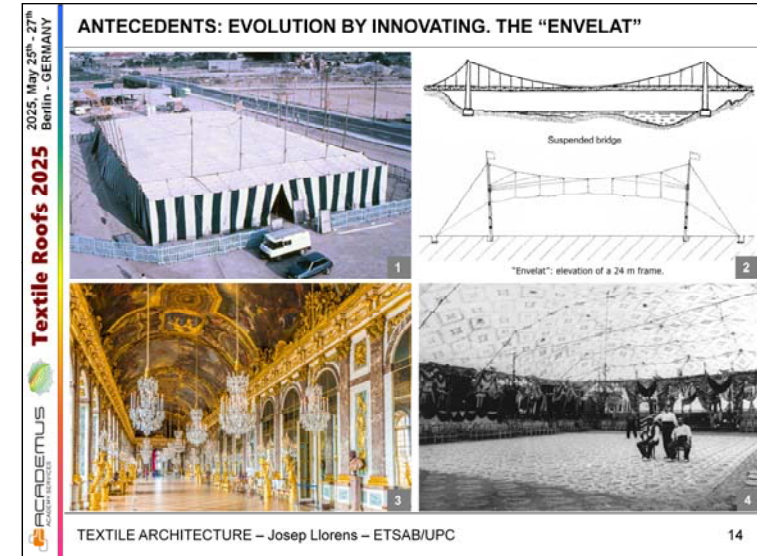 ANTECEDENTS: EVOLUTION BY INNOVATING. THE “ENVELAT”
2025, May 25th - 27th
Berlin - GERMANY
Textile Roofs 2025
ACADEMUS
ACADEMY SERVICES
1
Suspended bridge
"Envelat": elevation of a 24 m frame.
2
3
4
TEXTILE ARCHITECTURE – Josep Llorens – ETSAB/UPC
14